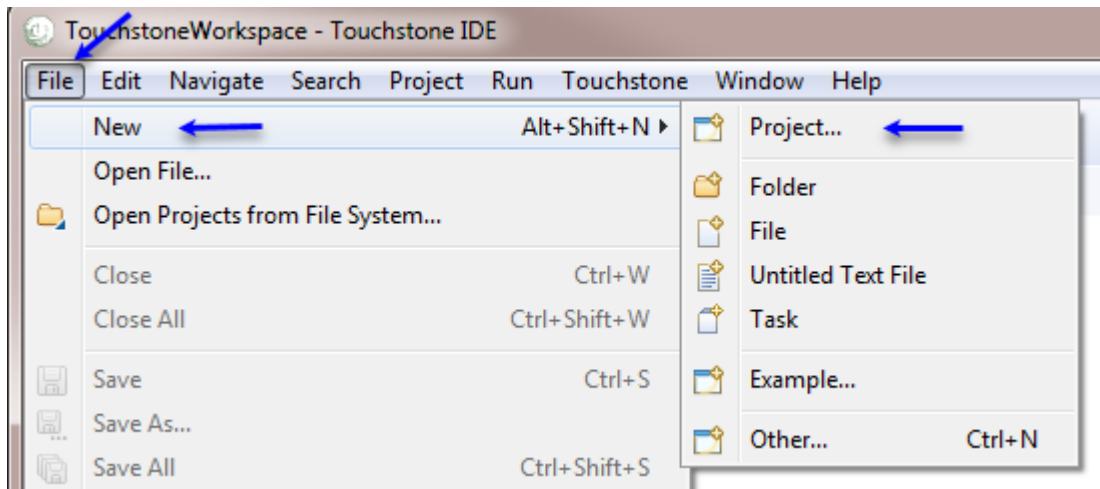 TouchstoneWorkspace - Touchstone IDE
File Edit Navigate Search Project Run Touchstone Window Help
New Alt+Shift+N
Open File...
Open Projects from File System...
Close Ctrl+W
Close All Ctrl+Shift+W
Save Ctrl+S
Save As...
Save All Ctrl+Shift+S
Project...
Folder
File
Untitled Text File
Task
Example...
Other... Ctrl+N